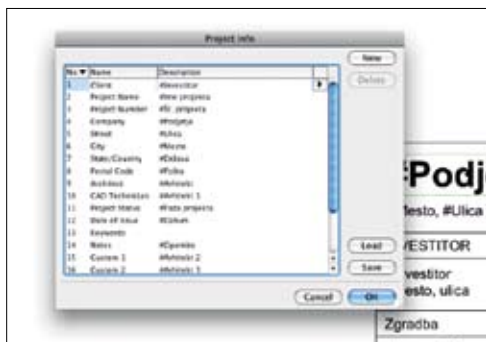 Project Info
No Name Description
1 Client #Investitor
2 Project Name #Ime projekta
3 Project Number #Št. projekta
4 Company #Podjetje
5 Street #Ulica
6 City #Mesto
7 State/Country #Država
8 Postal Code #Pošta
9 Architect #Arhitekt
10 CAD Technician #Arhitekt 1
11 Project Status #Faza projekta
12 Date of Issue #Datum
13 Keywords
14 Notes #Opombe
15 Custom 1 #Arhitekt 2
16 Custom 2 #Arhitekt 3
New
Delete
Load
Save
Cancel
OK
#Podj
Mesto, #Ulica
VESTITOR
vestitor
esto, ulica
Zgradba